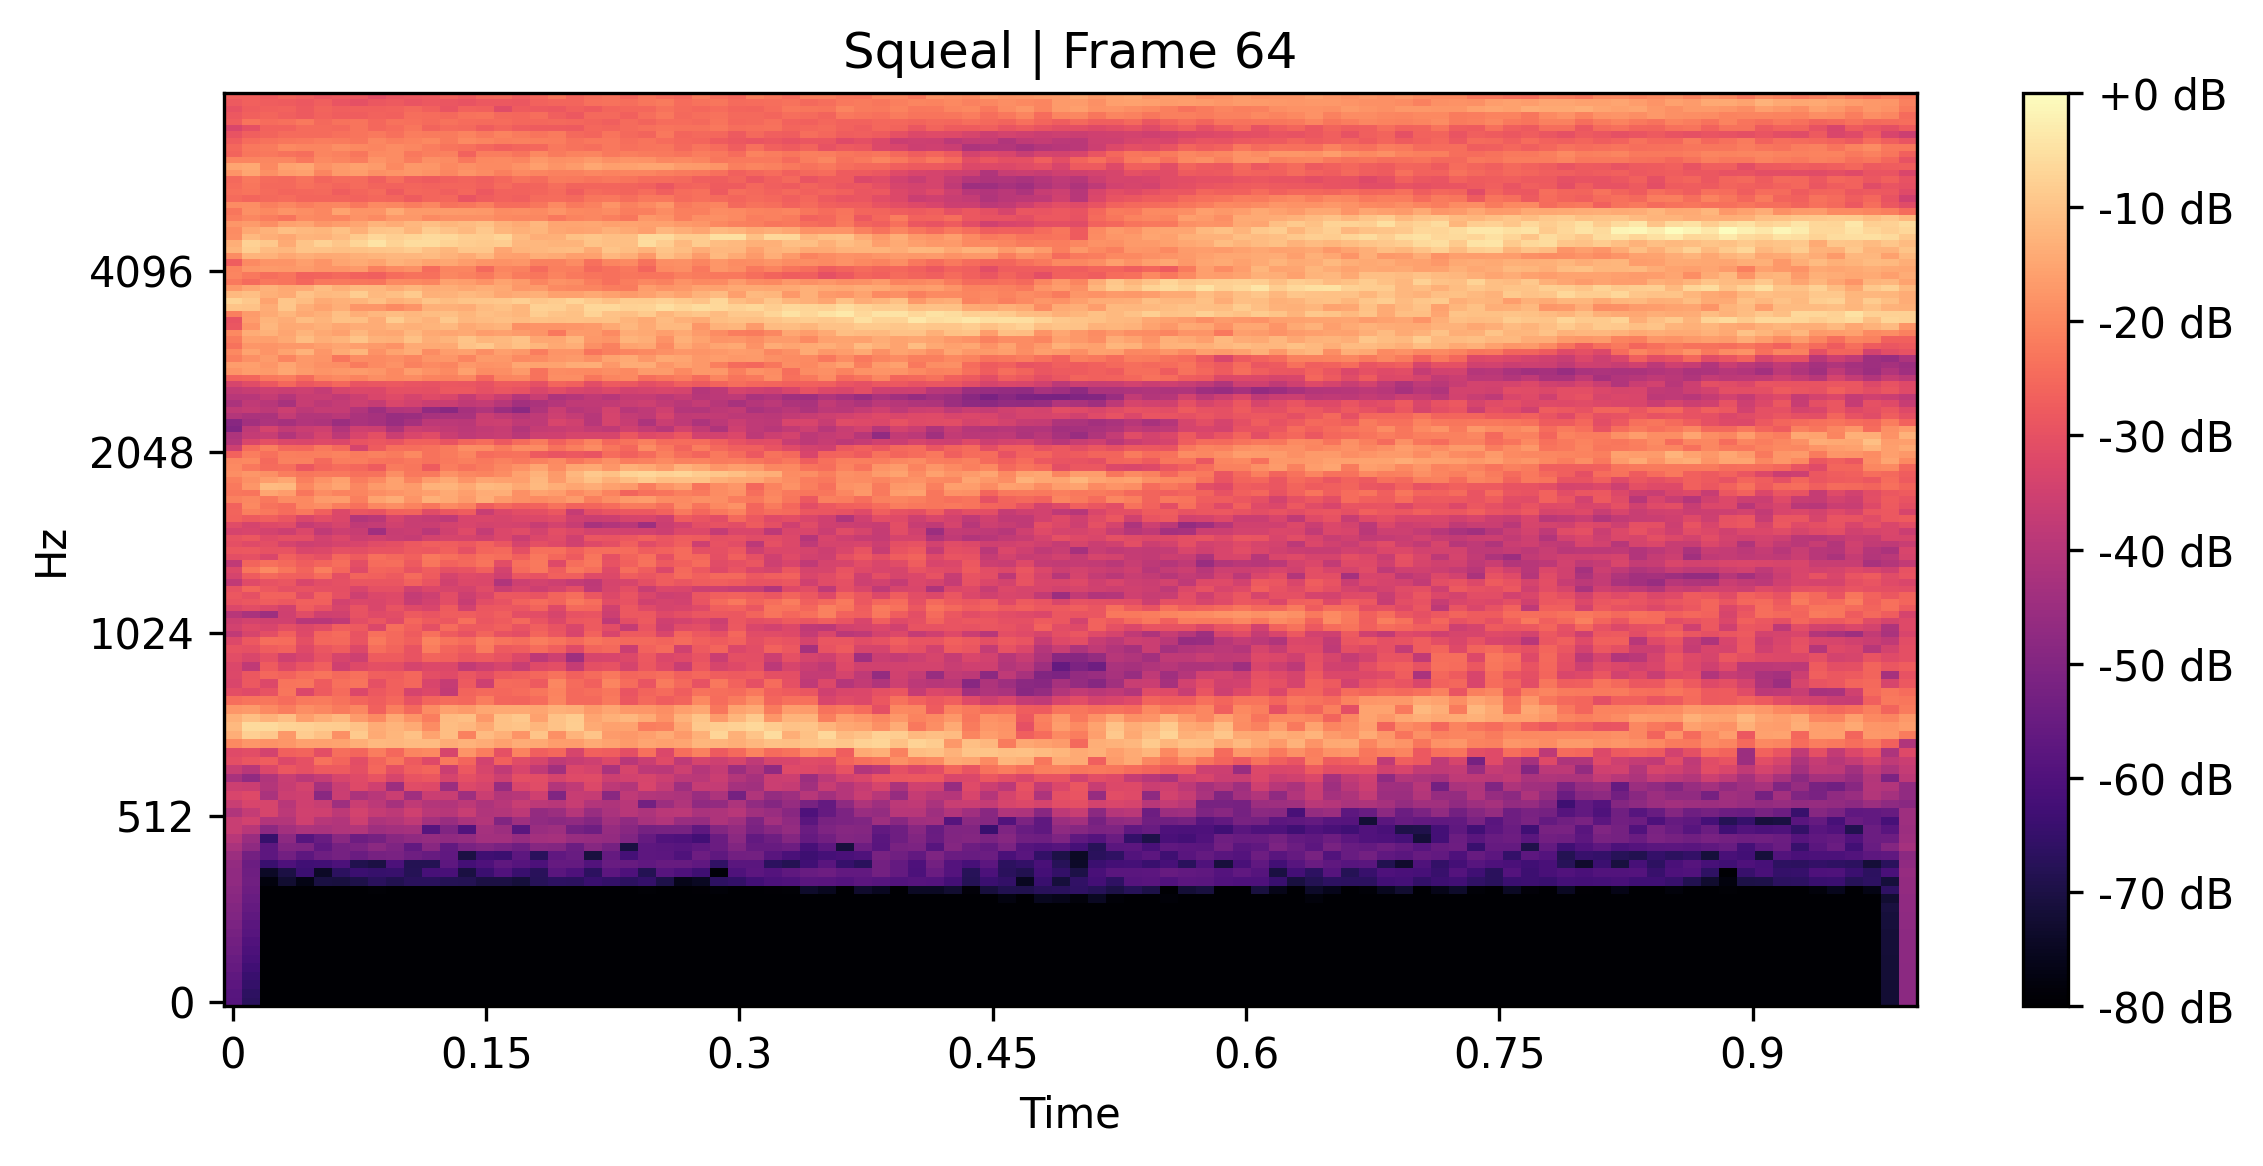 Squeal | Frame 64
+0 dB
-10 dB
-20 dB
-30 dB
-40 dB
-50 dB
-60 dB
-70 dB
-80 dB
Hz
4096
2048
1024
512
0
0 0.15 0.3 0.45 0.6 0.75 0.9
Time